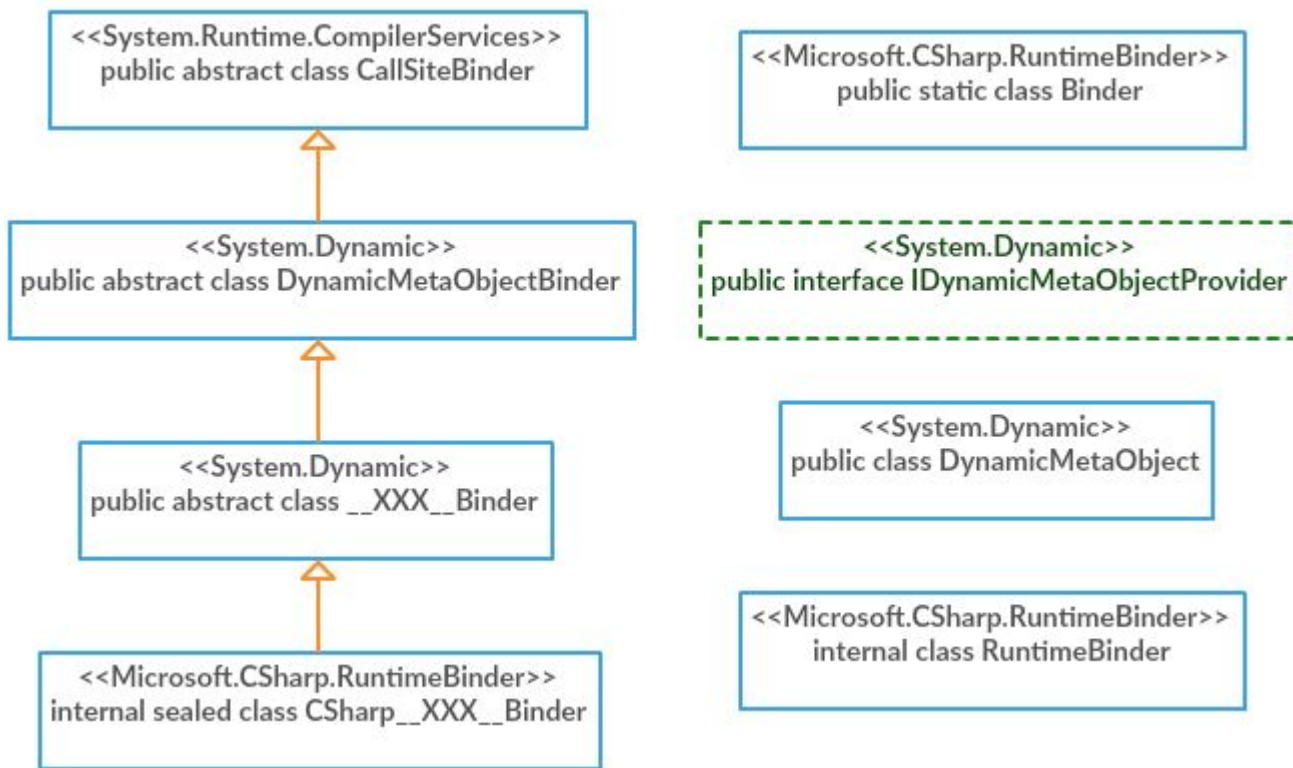 <<System.Runtime.CompilerServices>>
public abstract class CallSiteBinder
<<System.Dynamic>>
public abstract class DynamicMetaObjectBinder
<<System.Dynamic>>
public abstract class __XXX__Binder
<<Microsoft.CSharp.RuntimeBinder>>
internal sealed class CSharp__XXX__Binder
<<Microsoft.CSharp.RuntimeBinder>>
public static class Binder
<<System.Dynamic>>
public interface IDynamicMetaObjectProvider
<<System.Dynamic>>
public class DynamicMetaObject
<<Microsoft.CSharp.RuntimeBinder>>
internal class RuntimeBinder